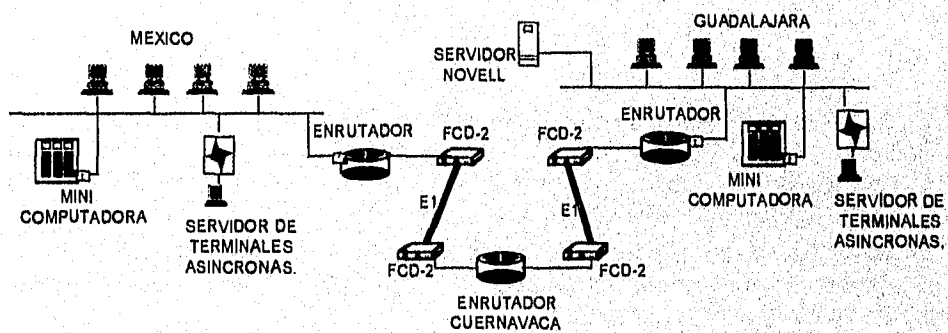 MEXICO
GUADALAJARA
SERVIDOR
NOVELL
ENRUTADOR
FCD-2
FCD-2
ENRUTADOR
MINI
COMPUTADORA
SERVIDOR DE
TERMINALES
ASINCRONAS.
E1
E1
MINI
COMPUTADORA
SERVIDOR DE
TERMINALES
ASINCRONAS.
FCD-2
FCD-2
ENRUTADOR
CUERNAVACA